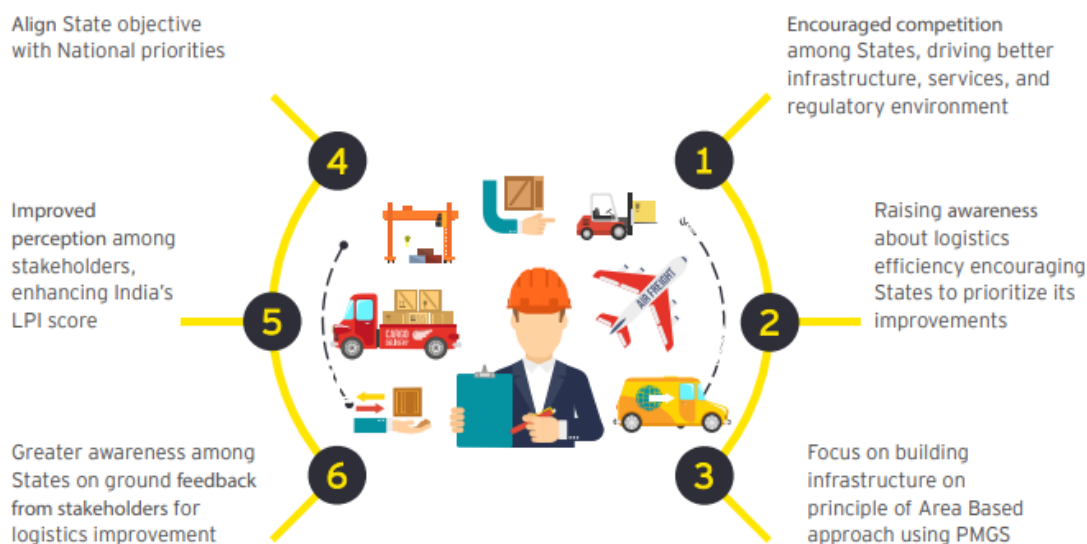 Align State objective
with National priorities
4
Encouraged competition
among States, driving better
infrastructure, services, and
regulatory environment
1
Improved
perception among
stakeholders,
enhancing India's
LPI score
5
Raising awareness
about logistics
efficiency encouraging
States to prioritize its
improvements
2
AIR FREIGHT
CARGO
DELIVERY
Greater awareness among
States on ground feedback
from stakeholders for
logistics improvement
6
Focus on building
infrastructure on
principle of Area Based
approach using PMGS
3